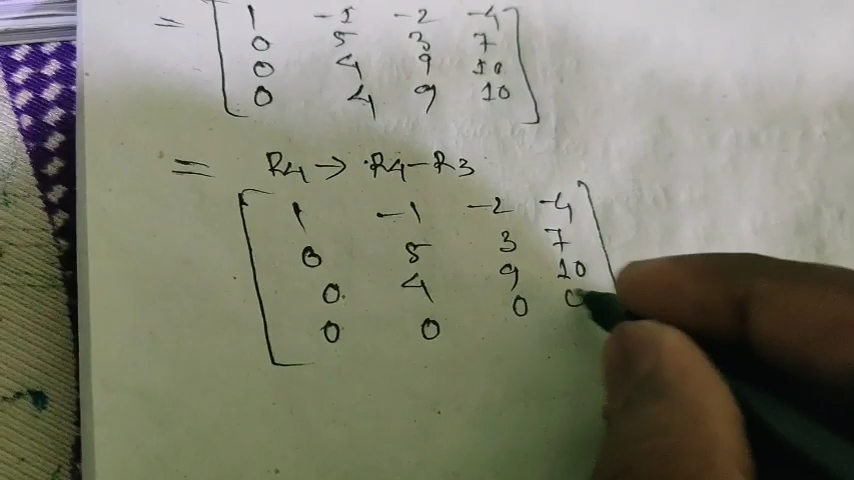 = [ 1 -1 -2 -4
0 5 3 7
0 4 9 10
0 4 9 10 ]
= R4 → R4-R3
[ 1 -1 -2 -4
0 5 3 7
0 4 9 10
0 0 0 0